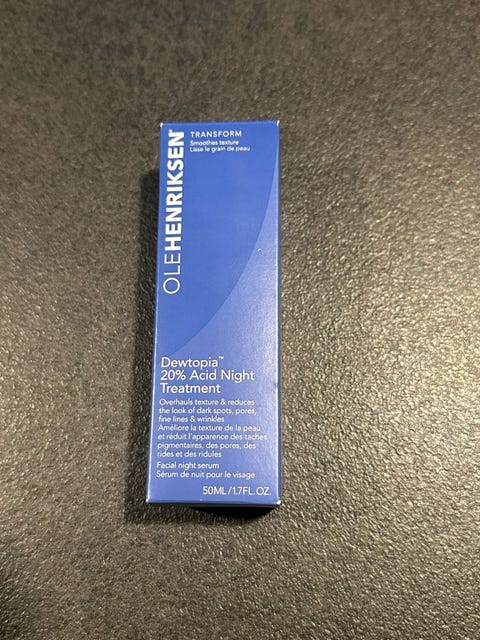 OLEHENRIKSEN®
TRANSFORM
Smoothes texture
Lisse le grain de peau
Dewtopia™
20% Acid Night
Treatment
Overhauls texture & reduces
the look of dark spots, pores,
fine lines & wrinkles
Améliore la texture de la peau
et réduit l'apparence des taches
pigmentaires, des pores, des
rides et des ridules
Facial night serum
Sérum de nuit pour le visage
50ML/1.7FL.OZ.